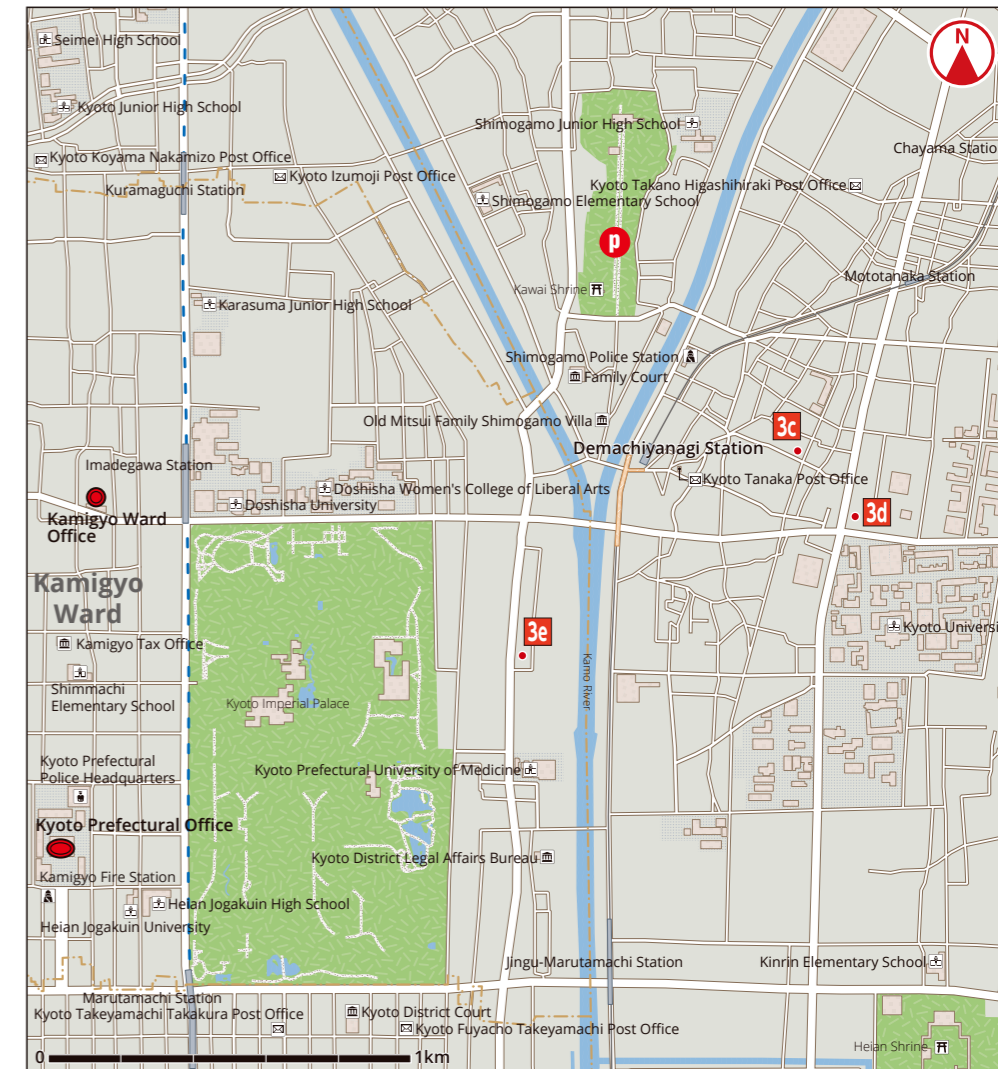 N
Seimei High School
Kyoto Junior High School
Shimogamo Junior High School
Chayama Statio
Kyoto Koyama Nakamizo Post Office
Kyoto Izumoji Post Office
Kuramaguchi Station
Kyoto Takano Higashihiraki Post Office
Shimogamo Elementary School
p
Mototanaka Station
Kawai Shrine
Karasuma Junior High School
Shimogamo Police Station
Family Court
Old Mitsui Family Shimogamo Villa
3c
Demachiyanagi Station
Imadegawa Station
Kyoto Tanaka Post Office
Doshisha Women's College of Liberal Arts
Doshisha University
3d
Kamigyo Ward
Office
Kamigyo
Ward
Kyoto Universi
3e
Kamigyo Tax Office
Kamo River
Shimmachi
Elementary School
Kyoto Imperial Palace
Kyoto Prefectural
Police Headquarters
Kyoto Prefectural University of Medicine
Kyoto Prefectural Office
Kyoto District Legal Affairs Bureau
Kamigyo Fire Station
Heian Jogakuin High School
Heian Jogakuin University
Jingu-Marutamachi Station
Kinrin Elementary School
Marutamachi Station
Kyoto Takeyamachi Takakura Post Office
Kyoto District Court
Kyoto Fuyacho Takeyamachi Post Office
Heian Shrine
0
1km